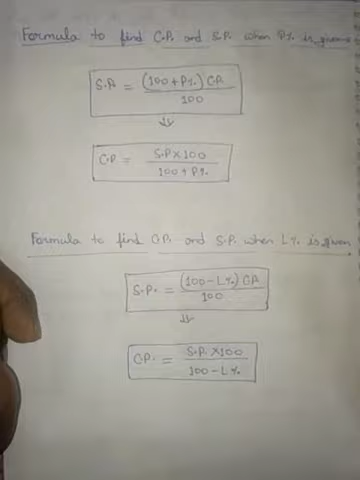 Formula to find C.P. and S.P. when P% is given
S.P. = (100 + P%) C.P. / 100
⇓
C.P. = S.P × 100 / 100 + P%
Formula to find C.P. and S.P. when L% is given
S.P. = (100 - L%) C.P. / 100
⇓
C.P. = S.P. × 100 / 100 - L%